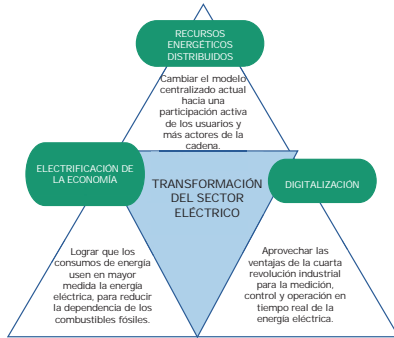 RECURSOS
ENERGÉTICOS
DISTRIBUIDOS
Cambiar el modelo
centralizado actual
hacia una
participación activa
de los usuarios y
más actores de la
cadena.
ELECTRIFICACIÓN DE
LA ECONOMÍA
TRANSFORMACIÓN
DEL SECTOR
ELÉCTRICO
DIGITALIZACIÓN
Lograr que los
consumos de energía
usen en mayor
medida la energía
eléctrica, para reducir
la dependencia de los
combustibles fósiles.
Aprovechar las
ventajas de la cuarta
revolución industrial
para la medición,
control y operación en
tiempo real de la
energía eléctrica.